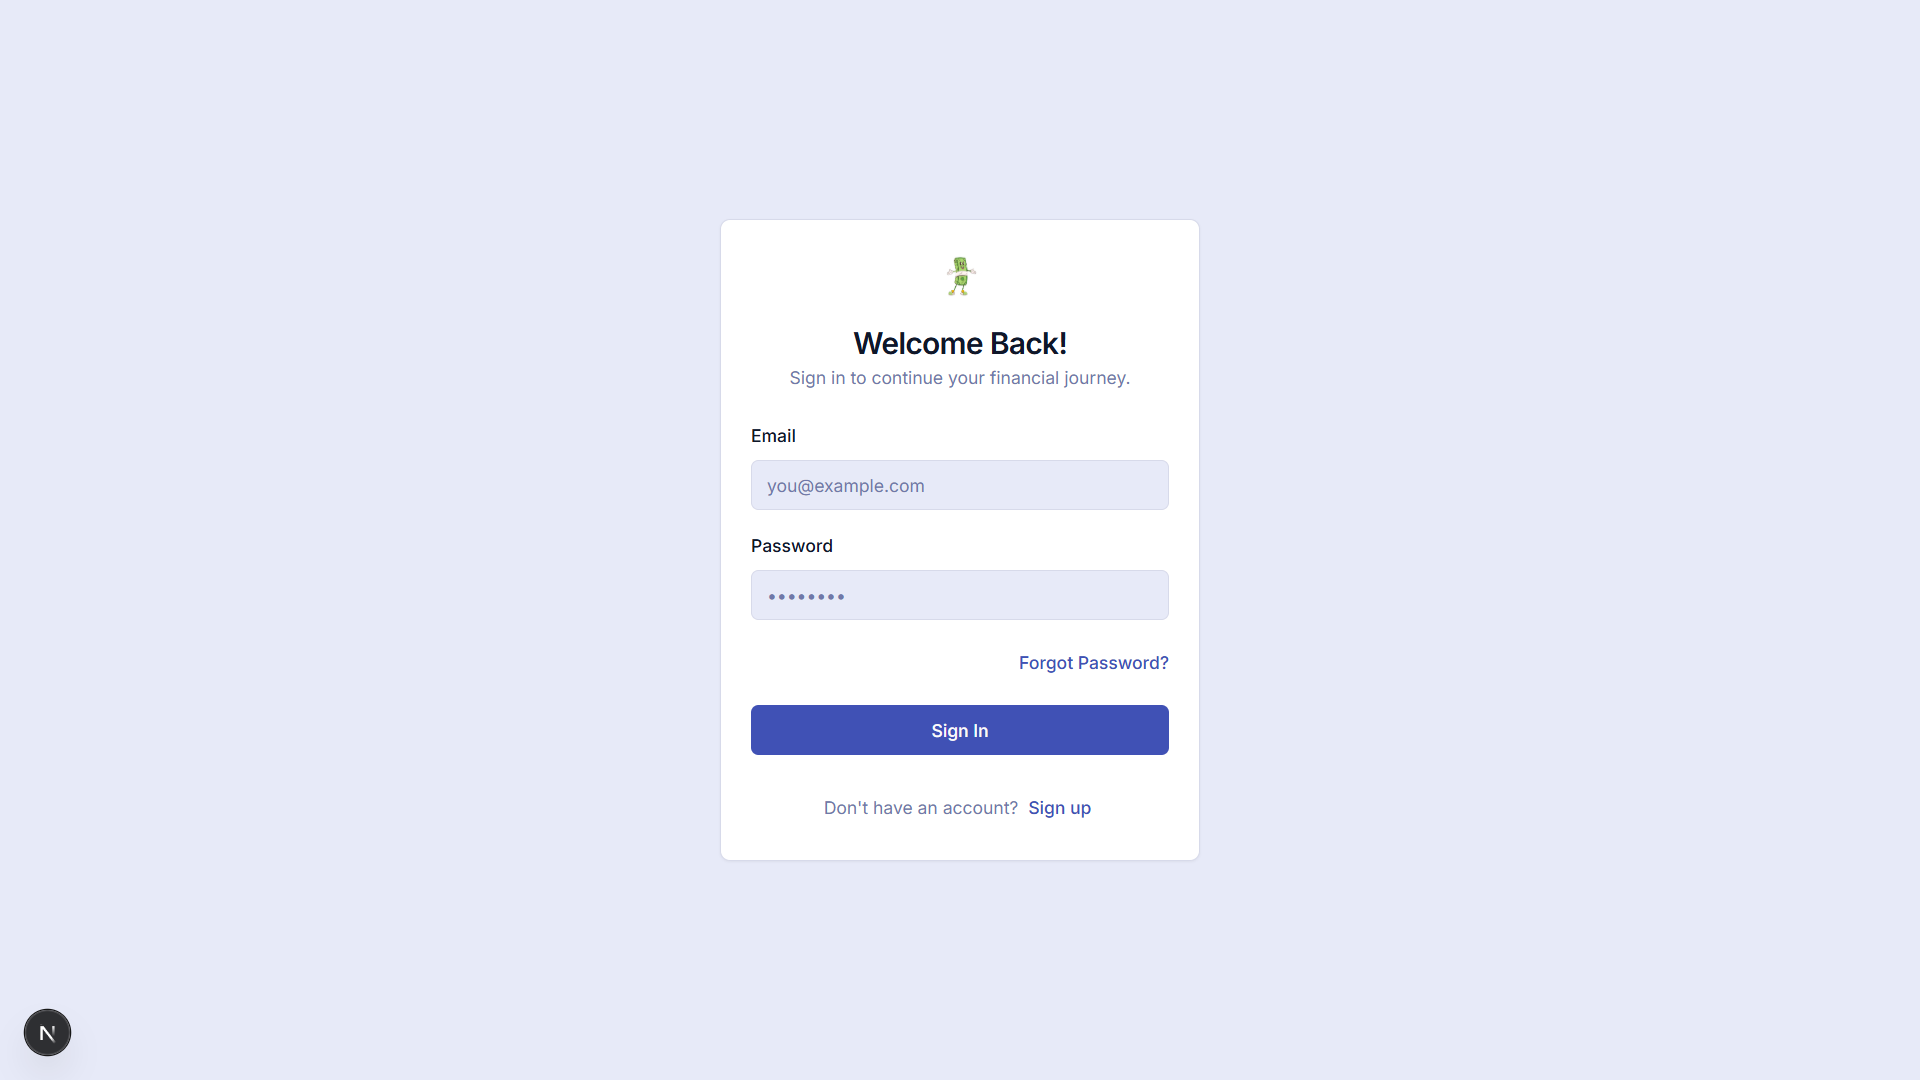 Welcome Back!
Sign in to continue your financial journey.
Email
you@example.com
Password
••••••••
Forgot Password?
Sign In
Don't have an account? Sign up
N